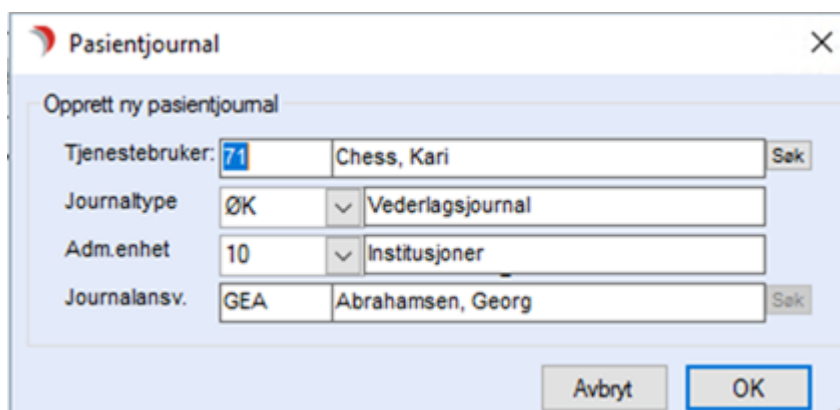 Pasientjournal
Opprett ny pasientjournal
Tjenestebruker: 71 Chess, Kari Søk
Journaltype ØK Vederlagsjournal
Adm.enhet 10 Institusjoner
Journalansv. GEA Abrahamsen, Georg Søk
Avbryt OK